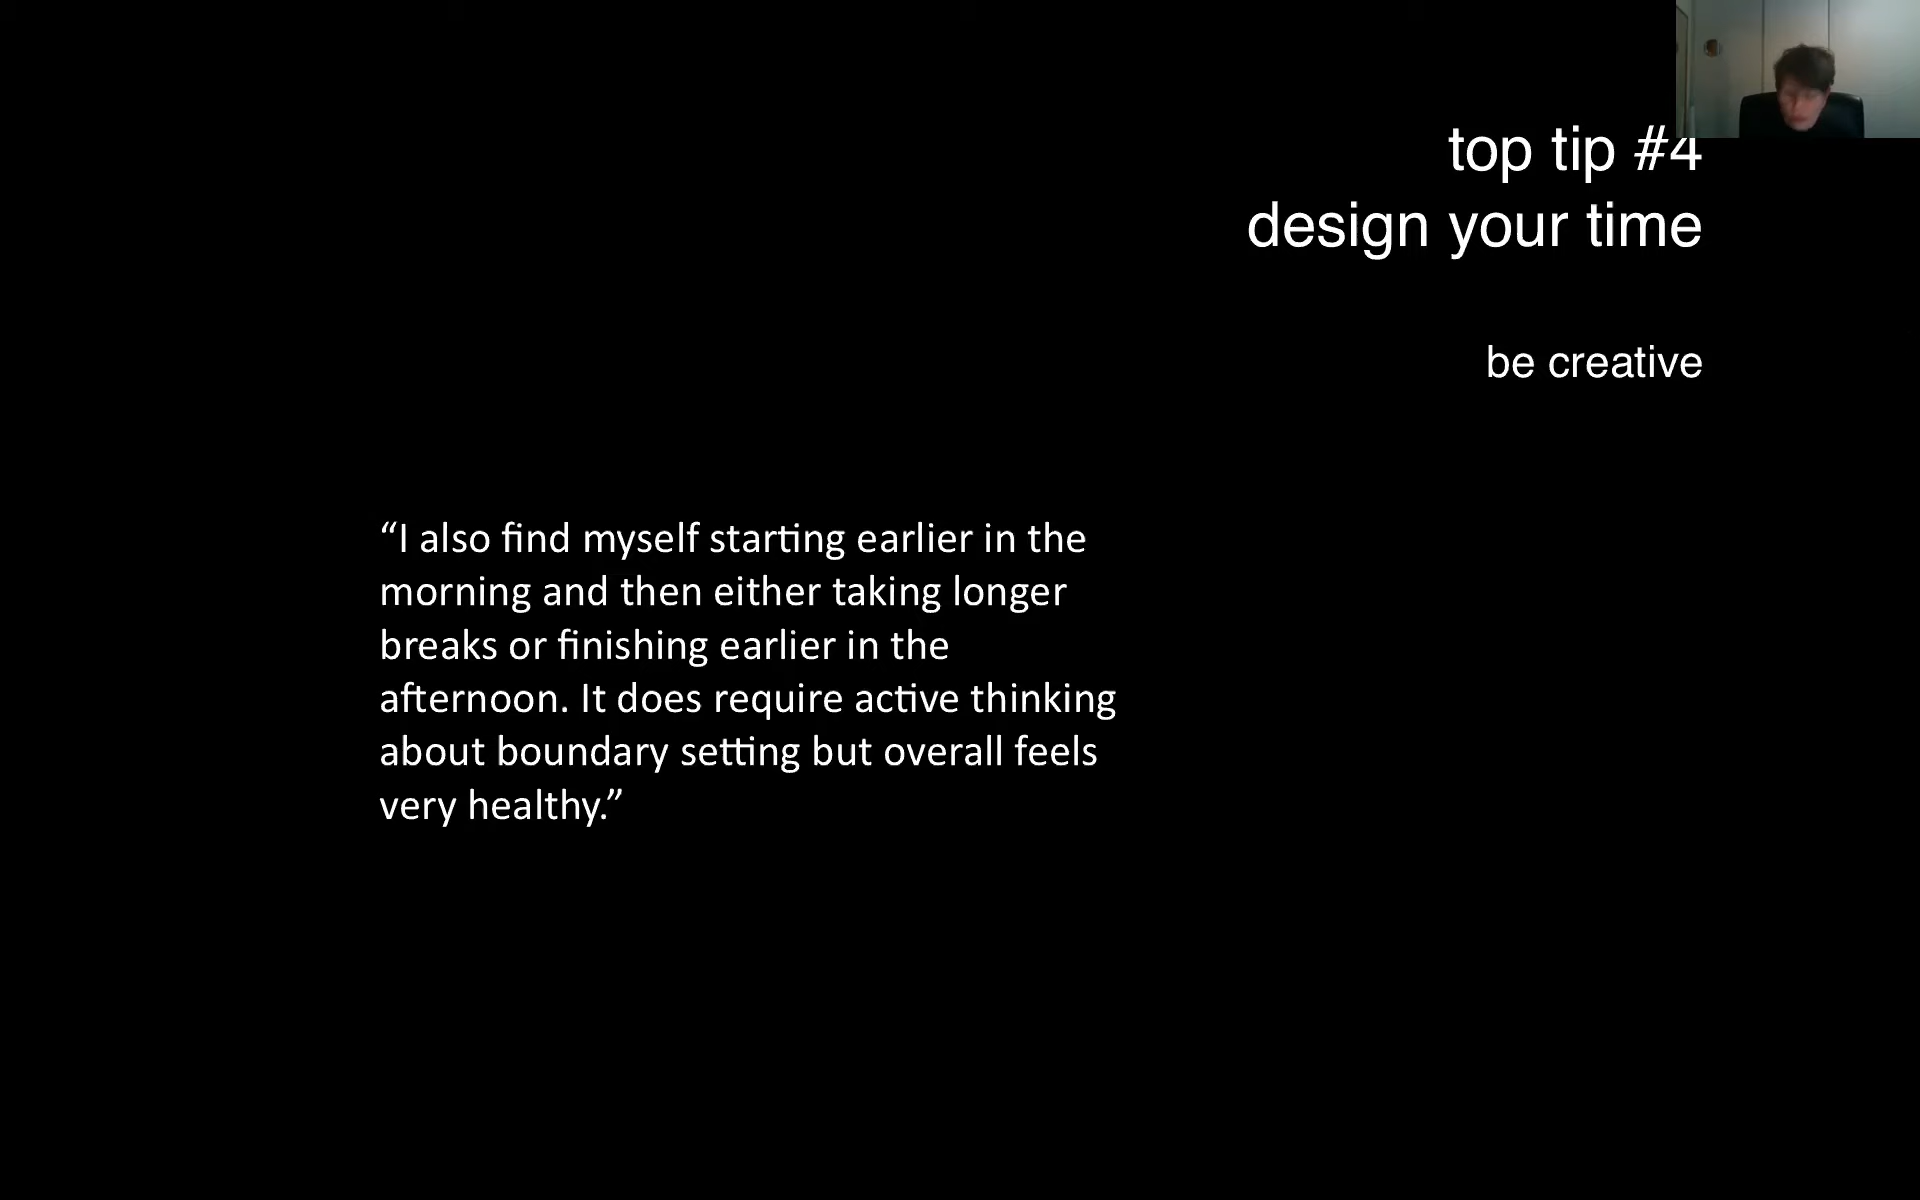 top tip #4
design your time
be creative
“I also find myself starting earlier in the
morning and then either taking longer
breaks or finishing earlier in the
afternoon. It does require active thinking
about boundary setting but overall feels
very healthy.”